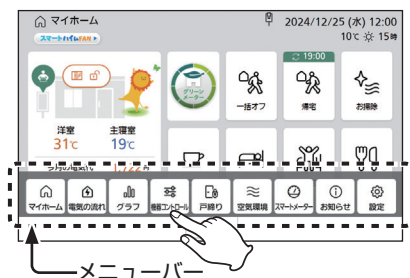 マイホーム
2024/12/25 (水) 12:00
スマートハイムFAN
10℃ 15時
19:00
グリーンメーター
一括オフ
帰宅
お掃除
洋室
主寝室
31℃
19℃
マイホーム
電気の流れ
グラフ
機器コントロール
戸締り
空気環境
スマートメーター
お知らせ
設定
メニューバー